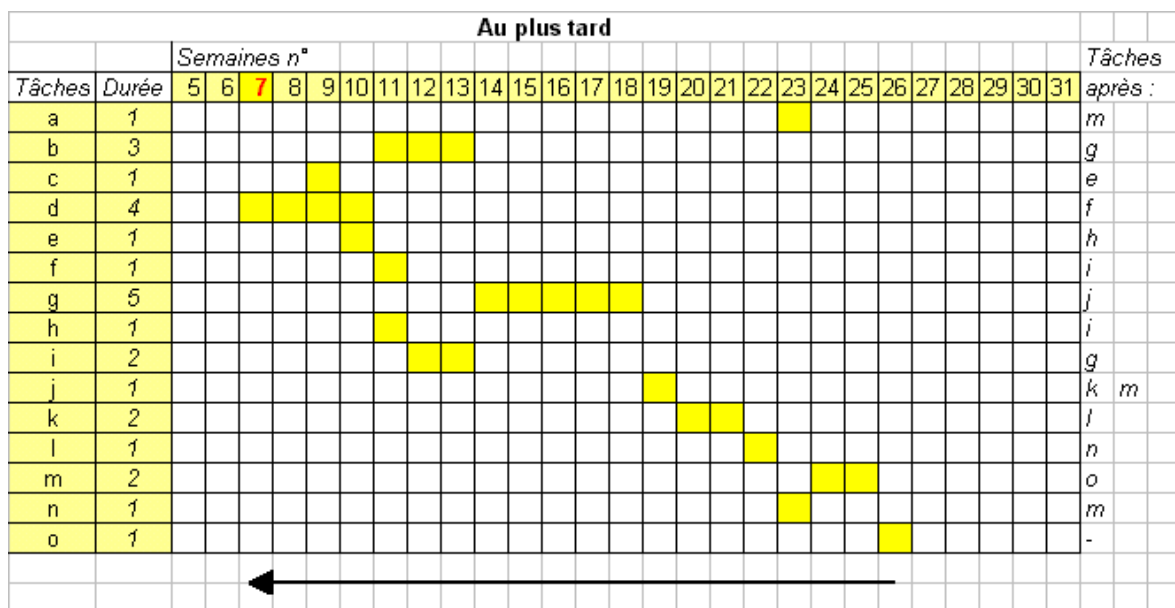 Au plus tard
Semaines n° Tâches
Tâches Durée 5 6 7 8 9 10 11 12 13 14 15 16 17 18 19 20 21 22 23 24 25 26 27 28 29 30 31 après :
a 1 m
b 3 g
c 1 e
d 4 f
e 1 h
f 1 i
g 5 j
h 1 i
i 2 g
j 1 k m
k 2 l
l 1 n
m 2 o
n 1 m
o 1 -